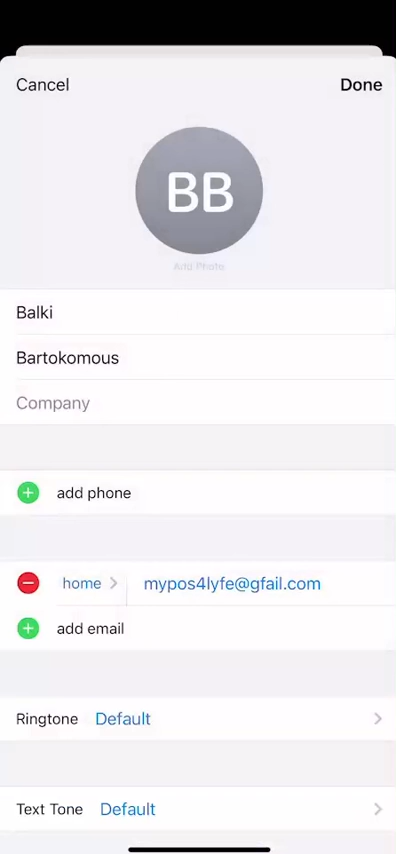 Cancel Done
BB
Add Photo
Balki
Bartokomous
Company
add phone
home mypos4lyfe@gfail.com
add email
Ringtone Default
Text Tone Default